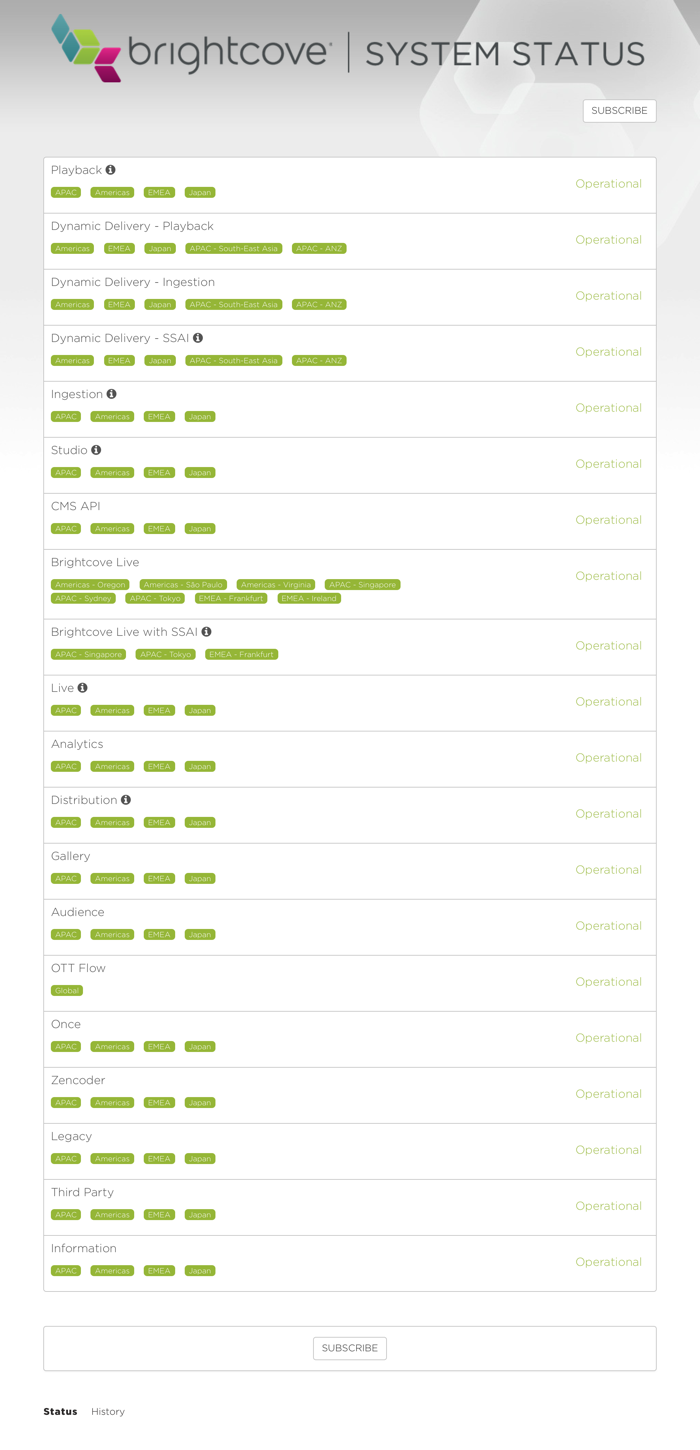 brightcove | SYSTEM STATUS
SUBSCRIBE
Playback
APAC Americas EMEA Japan
Operational
Dynamic Delivery - Playback
Americas EMEA Japan APAC - South-East Asia APAC - ANZ
Operational
Dynamic Delivery - Ingestion
Americas EMEA Japan APAC - South-East Asia APAC - ANZ
Operational
Dynamic Delivery - SSAI
Americas EMEA Japan APAC - South-East Asia APAC - ANZ
Operational
Ingestion
APAC Americas EMEA Japan
Operational
Studio
APAC Americas EMEA Japan
Operational
CMS API
APAC Americas EMEA Japan
Operational
Brightcove Live
Americas - Oregon Americas - São Paulo Americas - Virginia APAC - Singapore
APAC - Sydney APAC - Tokyo EMEA - Frankfurt EMEA - Ireland
Operational
Brightcove Live with SSAI
APAC - Singapore APAC - Tokyo EMEA - Frankfurt
Operational
Live
APAC Americas EMEA Japan
Operational
Analytics
APAC Americas EMEA Japan
Operational
Distribution
APAC Americas EMEA Japan
Operational
Gallery
APAC Americas EMEA Japan
Operational
Audience
APAC Americas EMEA Japan
Operational
OTT Flow
Global
Operational
Once
APAC Americas EMEA Japan
Operational
Zencoder
APAC Americas EMEA Japan
Operational
Legacy
APAC Americas EMEA Japan
Operational
Third Party
APAC Americas EMEA Japan
Operational
Information
APAC Americas EMEA Japan
Operational
SUBSCRIBE
Status History